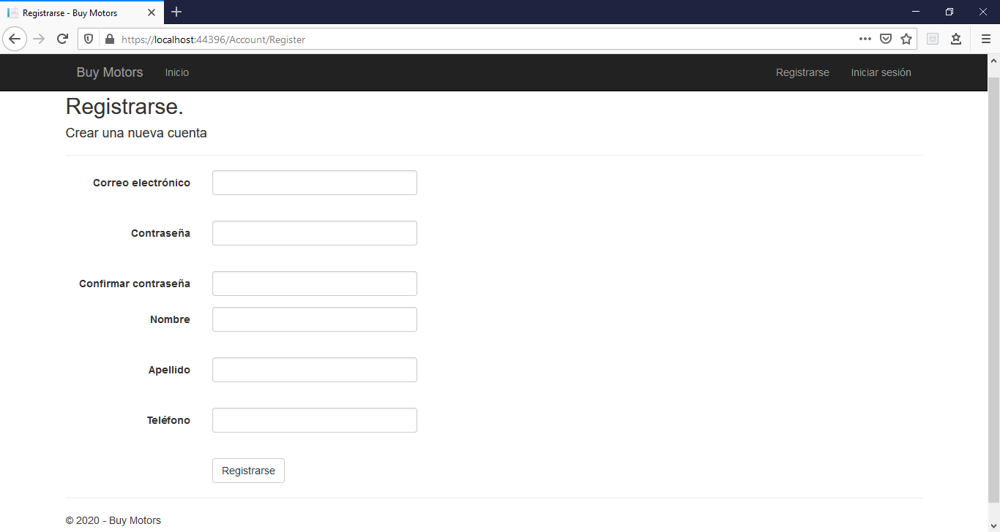 Registrarse - Buy Motors
https://localhost:44396/Account/Register
Buy Motors Inicio Registrarse Iniciar sesión
Registrarse.
Crear una nueva cuenta
Correo electrónico
Contraseña
Confirmar contraseña
Nombre
Apellido
Teléfono
Registrarse
© 2020 - Buy Motors